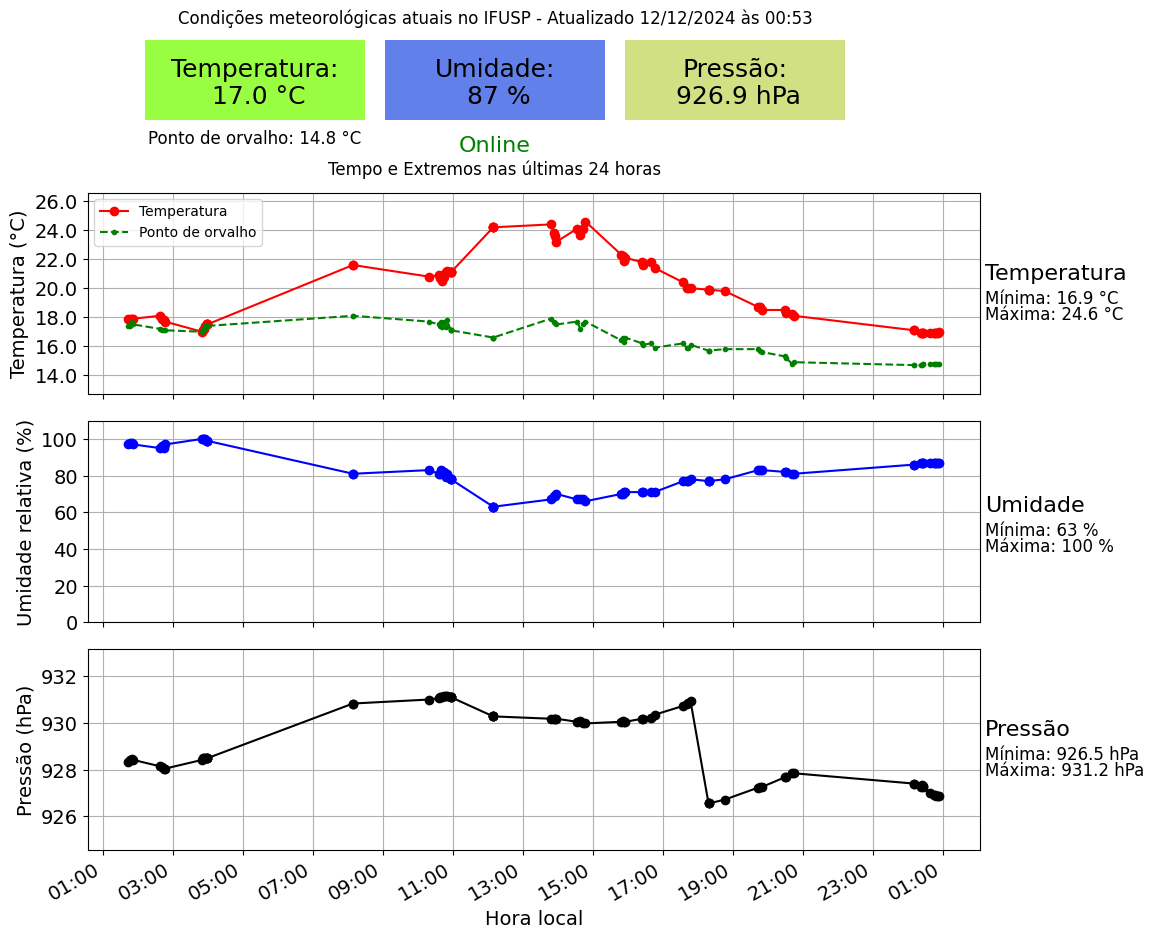 Condições meteorológicas atuais no IFUSP - Atualizado 12/12/2024 às 00:53
Temperatura:
17.0 °C
Umidade:
87 %
Pressão:
926.9 hPa
Ponto de orvalho: 14.8 °C
Online
Tempo e Extremos nas últimas 24 horas
Temperatura (°C)
26.0
24.0
22.0
20.0
18.0
16.0
14.0
Temperatura
Ponto de orvalho
Temperatura
Mínima: 16.9 °C
Máxima: 24.6 °C
Umidade relativa (%)
100
80
60
40
20
0
Umidade
Mínima: 63 %
Máxima: 100 %
Pressão (hPa)
932
930
928
926
Pressão
Mínima: 926.5 hPa
Máxima: 931.2 hPa
01:00 03:00 05:00 07:00 09:00 11:00 13:00 15:00 17:00 19:00 21:00 23:00 01:00
Hora local